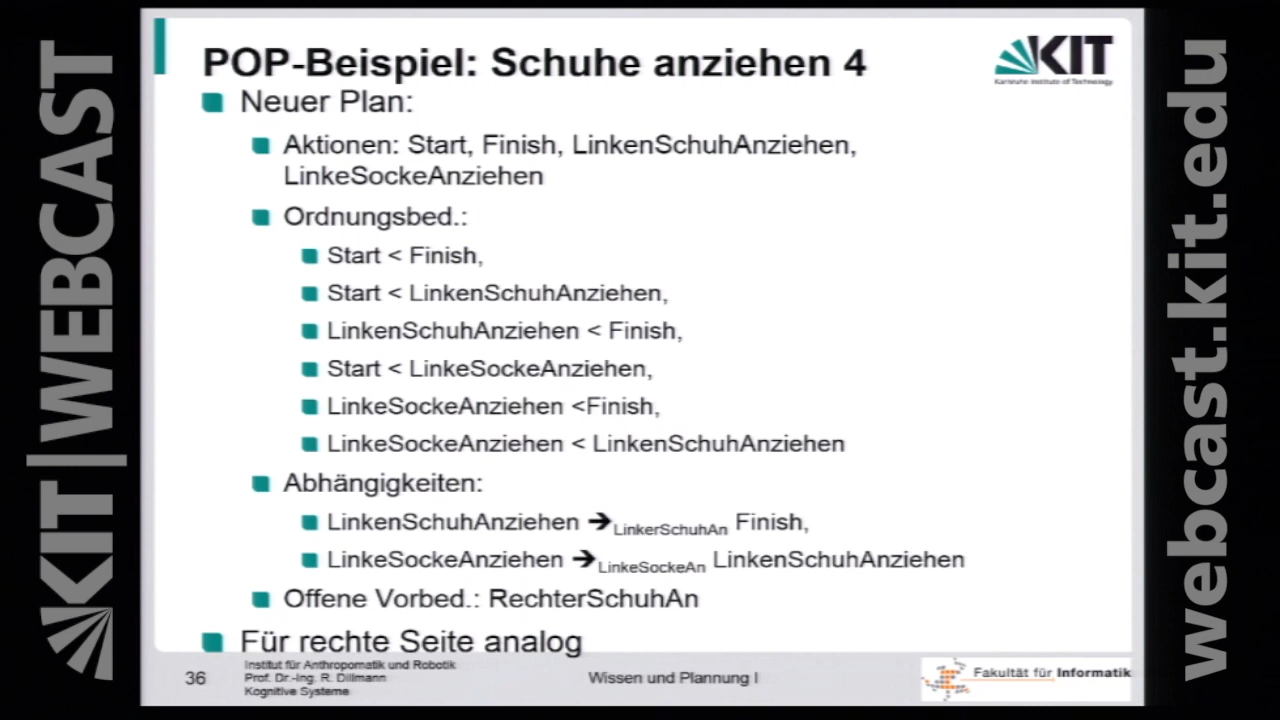 KIT | WEBCAST
POP-Beispiel: Schuhe anziehen 4
KIT
Karlsruhe Institute of Technology
Neuer Plan:
Aktionen: Start, Finish, LinkenSchuhAnziehen,
LinkeSockeAnziehen
Ordnungsbed.:
Start < Finish,
Start < LinkenSchuhAnziehen,
LinkenSchuhAnziehen < Finish,
Start < LinkeSockeAnziehen,
LinkeSockeAnziehen <Finish,
LinkeSockeAnziehen < LinkenSchuhAnziehen
Abhängigkeiten:
LinkenSchuhAnziehen ➔ LinkerSchuhAn Finish,
LinkeSockeAnziehen ➔ LinkeSockeAn LinkenSchuhAnziehen
Offene Vorbed.: RechterSchuhAn
Für rechte Seite analog
36
Institut für Anthropomatik und Robotik
Prof. Dr.-Ing. R. Dillmann
Kognitive Systeme
Wissen und Plannung I
Fakultät für Informatik
webcast.kit.edu